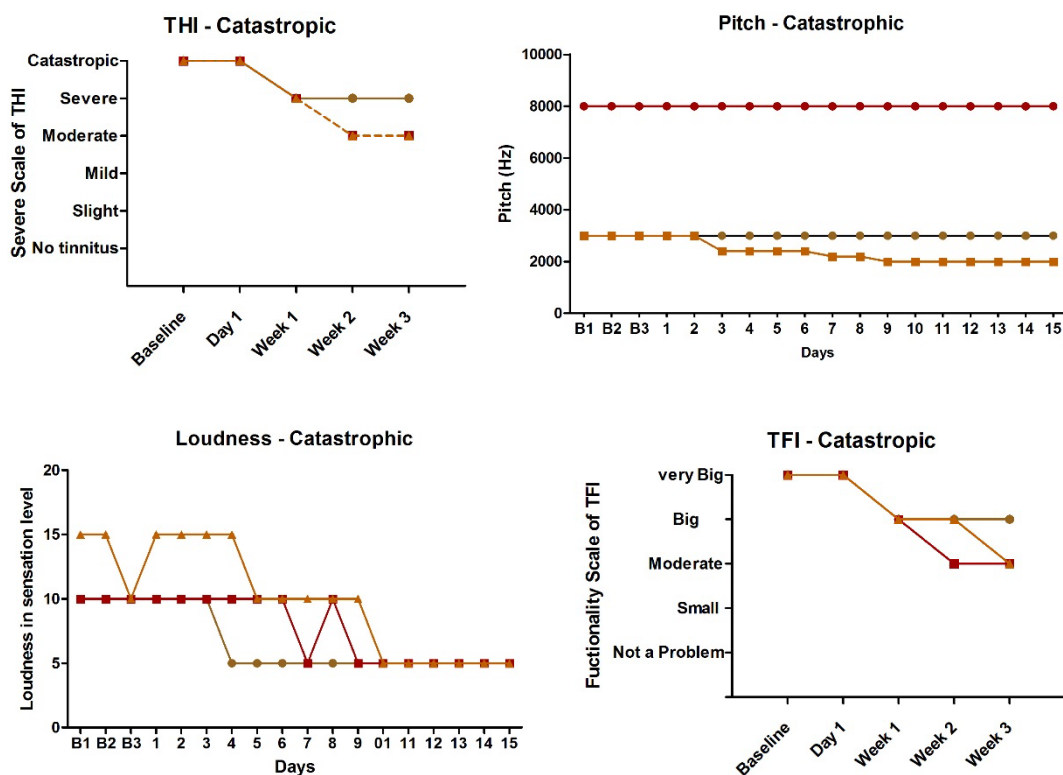 THI - Catastropic
Severe Scale of THI
Catastropic
Severe
Moderate
Mild
Slight
No tinnitus
Baseline
Day 1
Week 1
Week 2
Week 3
Pitch - Catastrophic
Pitch (Hz)
10000
8000
6000
4000
2000
0
B1 B2 B3 1 2 3 4 5 6 7 8 9 10 11 12 13 14 15
Days
Loudness - Catastrophic
Loudness in sensation level
20
15
10
5
0
B1 B2 B3 1 2 3 4 5 6 7 8 9 01 11 12 13 14 15
Days
TFI - Catastropic
Fuctionality Scale of TFI
very Big
Big
Moderate
Small
Not a Problem
Baseline
Day 1
Week 1
Week 2
Week 3